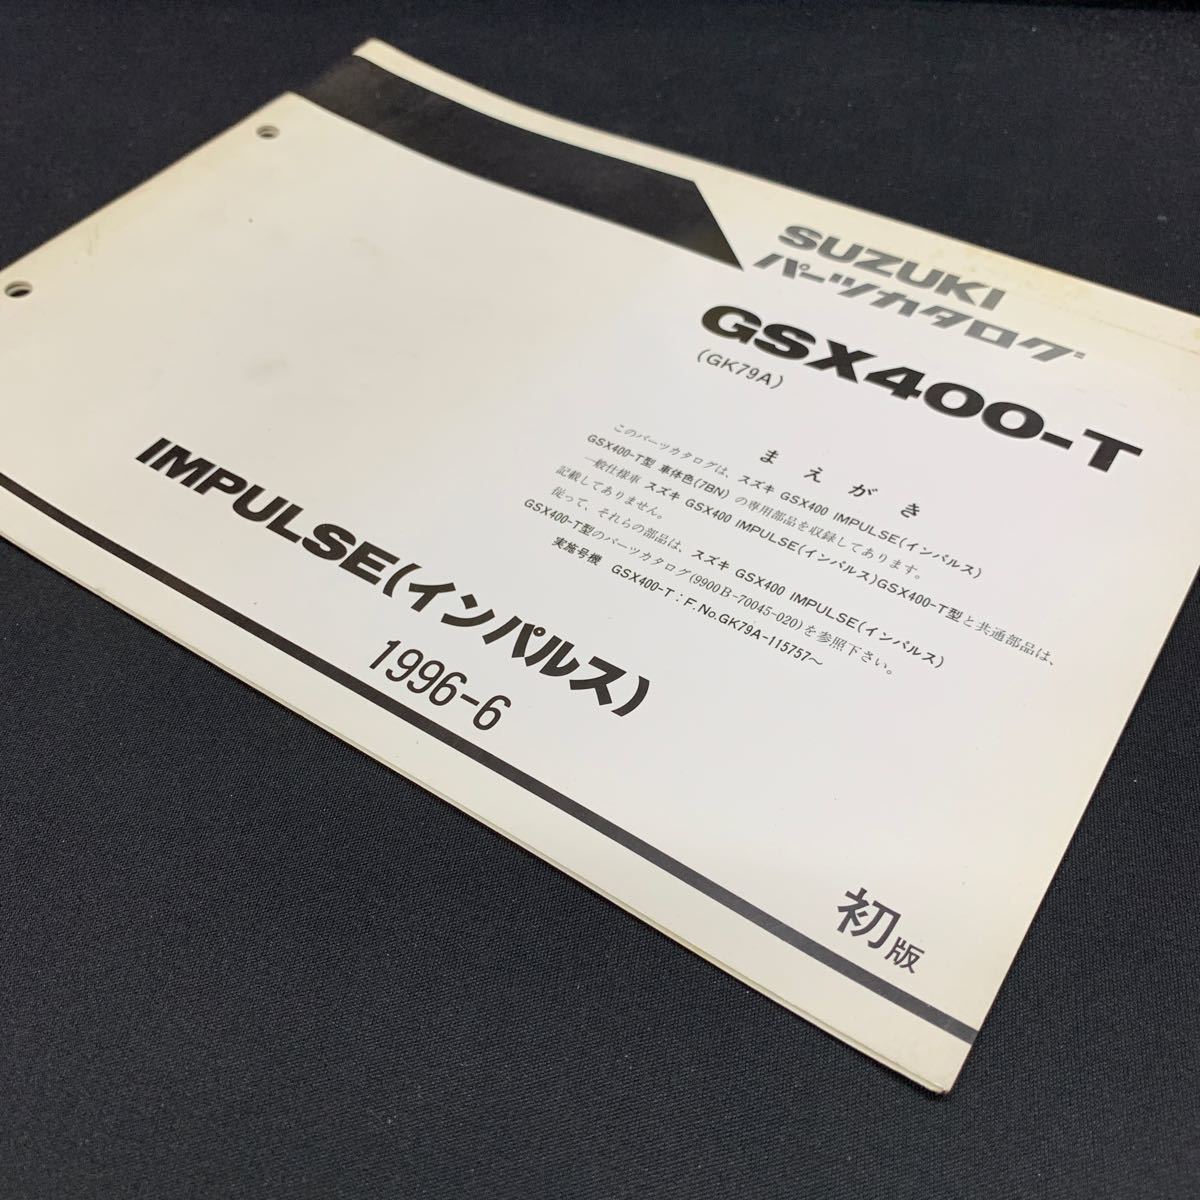 SUZUKI
パーツカタログ
GSX400-T
(GK79A)
まえがき
このパーツカタログは、スズキ GSX400 IMPULSE(インパルス)
GSX400-T型 車体色(7BN) の専用部品を収録してあります。
一般仕様車 スズキ GSX400 IMPULSE(インパルス)GSX400-T型と共通部品は、
記載してありません。
従って、それらの部品は、スズキ GSX400 IMPULSE(インパルス)
GSX400-T型のパーツカタログ(9900B-70045-020)を参照下さい。
実施号機 GSX400-T : F.No.GK79A-115757〜
IMPULSE(インパルス)
1996-6
初版